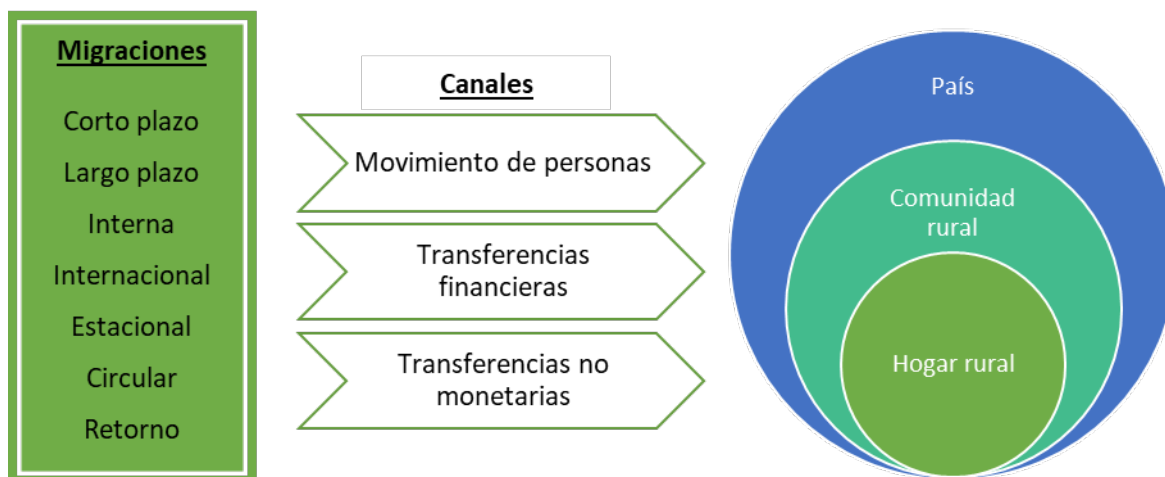 Migraciones
Corto plazo
Largo plazo
Interna
Internacional
Estacional
Circular
Retorno
Canales
Movimiento de personas
Transferencias
financieras
Transferencias no
monetarias
País
Comunidad
rural
Hogar rural